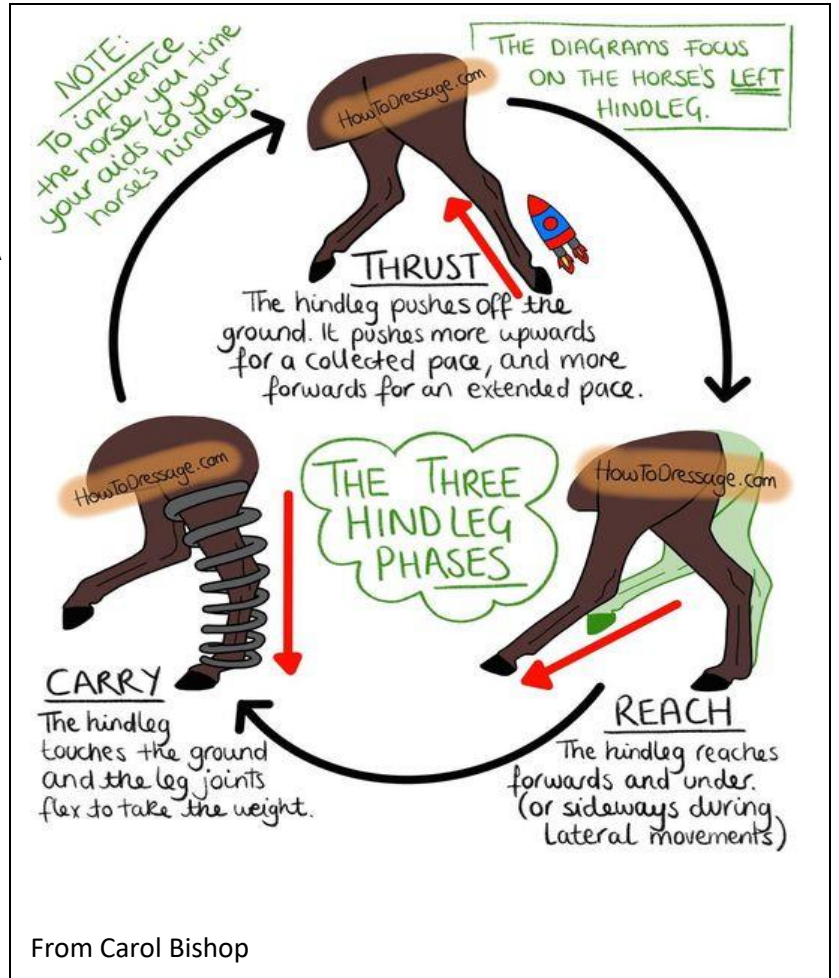 NOTE:
To influence
the horse, you time
your aids to your
horse's hindlegs.
THE DIAGRAMS FOCUS
ON THE HORSE'S LEFT
HINDLEG.
HowToDressage.com
THRUST
The hindleg pushes off the
ground. It pushes more upwards
for a collected pace, and more
forwards for an extended pace.
HowToDressage.com
THE THREE
HINDLEG
PHASES
HowToDressage.com
CARRY
The hindleg
touches the ground
and the leg joints
flex to take the weight.
REACH
The hindleg reaches
forwards and under.
(or sideways during
Lateral movements)
From Carol Bishop